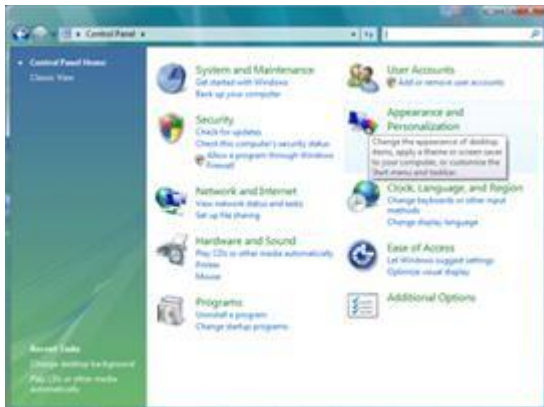 Control Panel
Control Panel Home
Classic View
System and Maintenance
Get started with Windows
Back up your computer
Security
Check for updates
Check this computer's security status
Allow a program through Windows
Firewall
Network and Internet
View network status and tasks
Set up file sharing
Hardware and Sound
Play CDs or other media automatically
Printer
Mouse
Programs
Uninstall a program
Change startup programs
User Accounts
Add or remove user accounts
Appearance and
Personalization
Change the appearance of desktop
items, apply a theme or screen saver
to your computer, or customize the
Start menu and taskbar.
Clock, Language, and Region
Change keyboards or other input
methods
Change display language
Ease of Access
Let Windows suggest settings
Optimize visual display
Additional Options
Recent Tasks
Change desktop background
Play CDs or other media
automatically